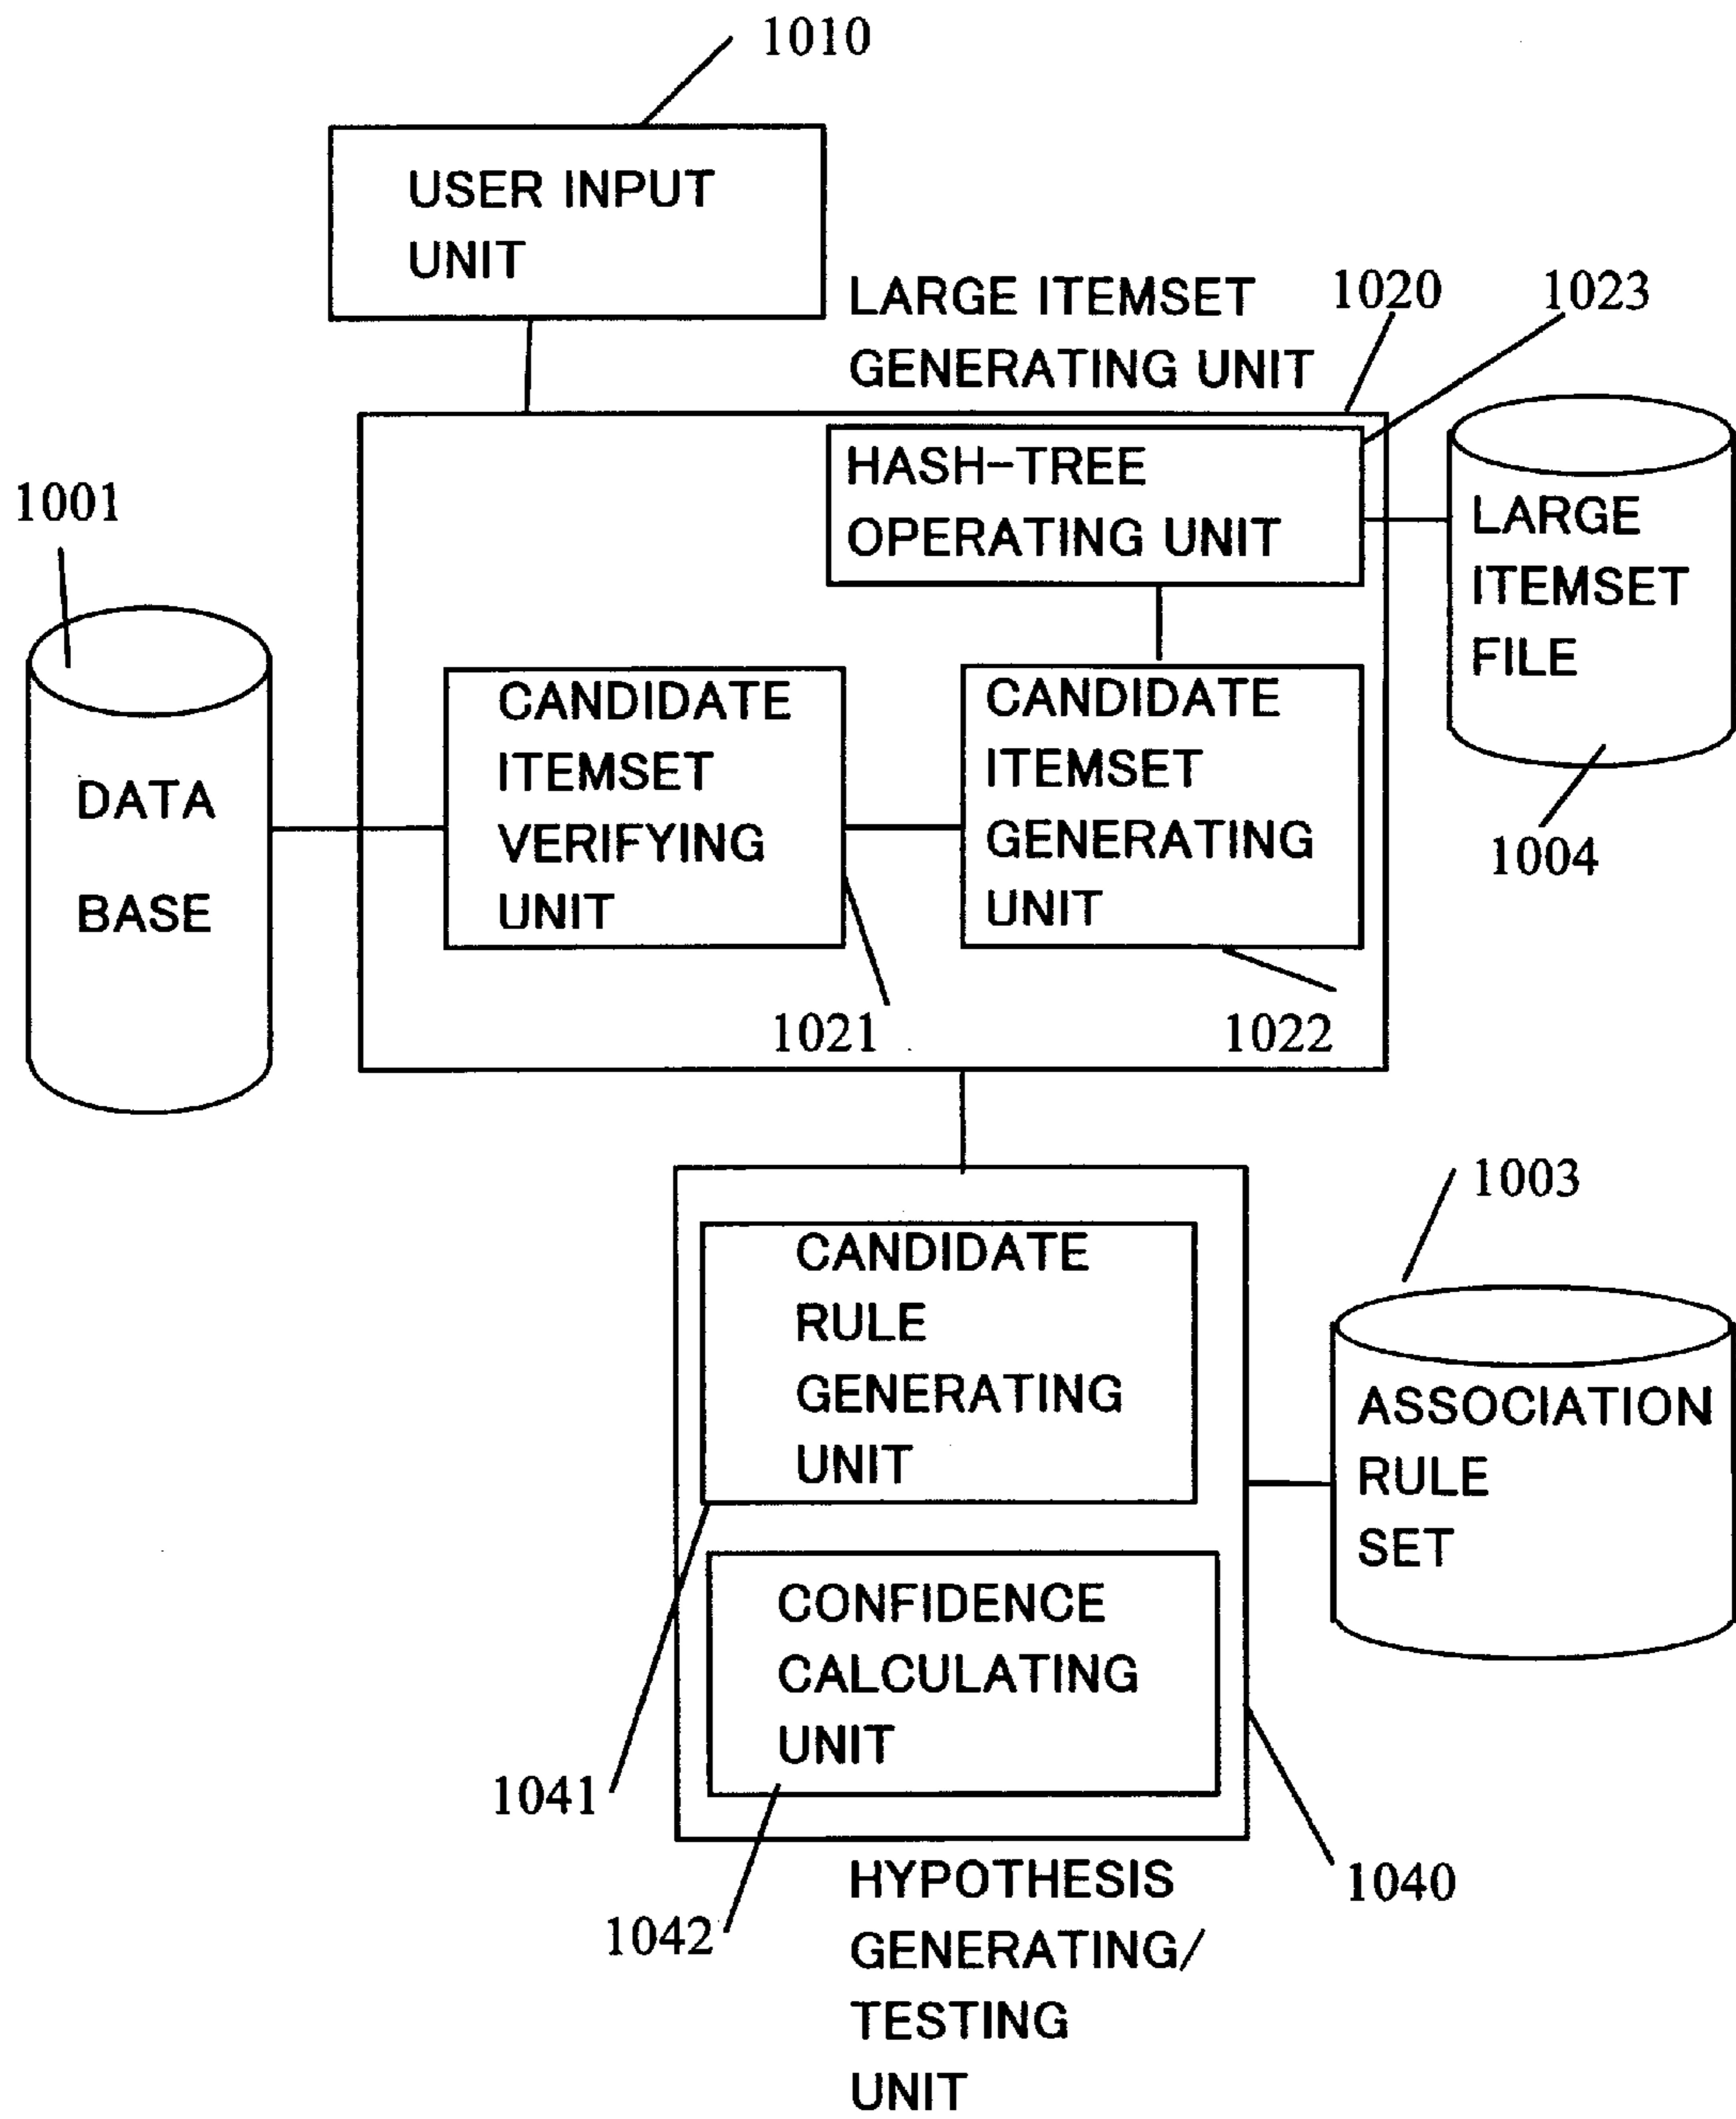 1010
USER INPUT
UNIT
LARGE ITEMSET
GENERATING UNIT
1020
1023
HASH-TREE
OPERATING UNIT
LARGE
ITEMSET
FILE
1004
1001
DATA
BASE
CANDIDATE
ITEMSET
VERIFYING
UNIT
1021
CANDIDATE
ITEMSET
GENERATING
UNIT
1022
CANDIDATE
RULE
GENERATING
UNIT
1003
ASSOCIATION
RULE
SET
CONFIDENCE
CALCULATING
UNIT
1041
1042
1040
HYPOTHESIS
GENERATING/
TESTING
UNIT